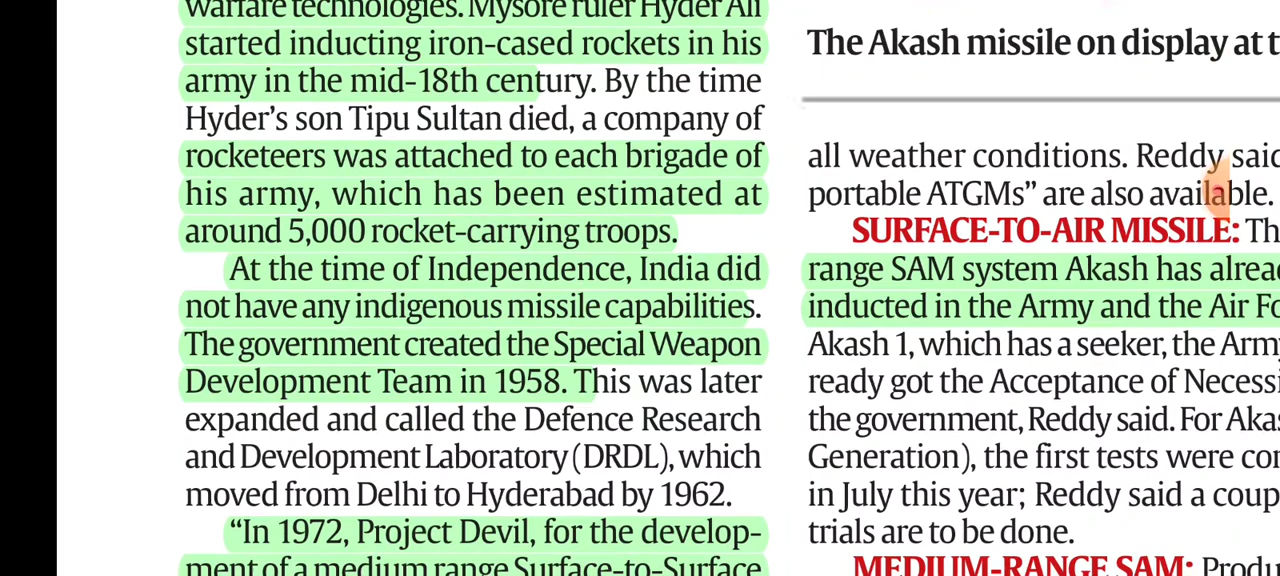 warfare technologies. Mysore ruler Hyder Ali
started inducting iron-cased rockets in his
army in the mid-18th century. By the time
Hyder’s son Tipu Sultan died, a company of
rocketeers was attached to each brigade of
his army, which has been estimated at
around 5,000 rocket-carrying troops.
At the time of Independence, India did
not have any indigenous missile capabilities.
The government created the Special Weapon
Development Team in 1958. This was later
expanded and called the Defence Research
and Development Laboratory (DRDL), which
moved from Delhi to Hyderabad by 1962.
“In 1972, Project Devil, for the develop-
ment of a medium range Surface-to-Surface
The Akash missile on display at
all weather conditions. Reddy said
portable ATGMs” are also available.
SURFACE-TO-AIR MISSILE:
range SAM system Akash has
inducted in the Army and the Air
Akash 1, which has a seeker, the
ready got the Acceptance of
the government, Reddy said. For
Generation), the first tests were
in July this year; Reddy said a
trials are to be done.
MEDIUM-RANGE SAM: